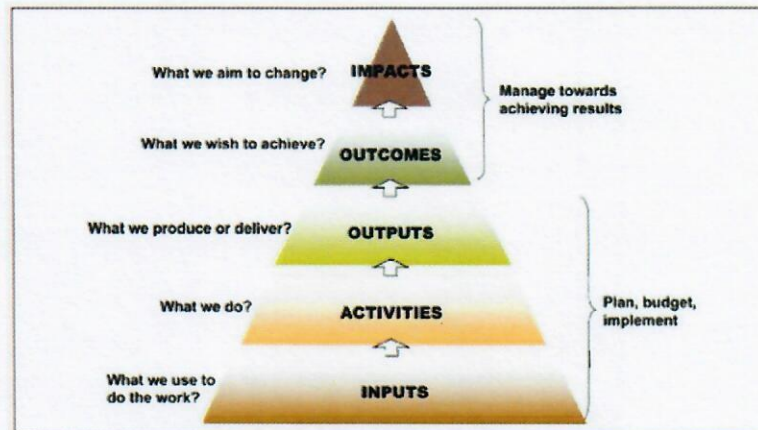 What we aim to change?
IMPACTS
Manage towards
achieving results
What we wish to achieve?
OUTCOMES
What we produce or deliver?
OUTPUTS
What we do?
ACTIVITIES
Plan, budget,
implement
What we use to
do the work?
INPUTS